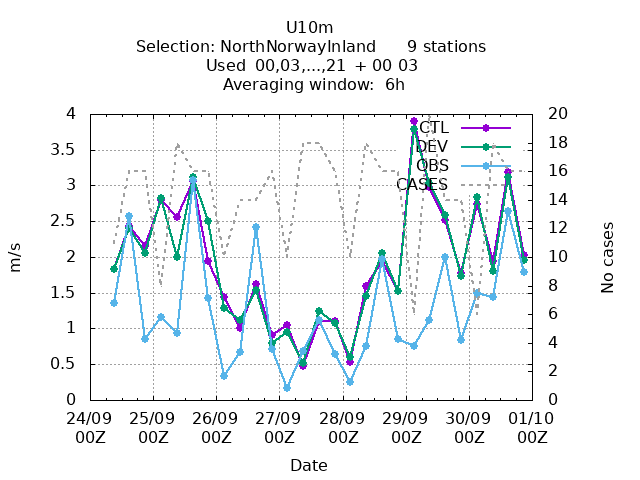 U10m
Selection: NorthNorwayInland 9 stations
Used 00,03,...,21 + 00 03
Averaging window: 6h
m/s
No cases
4
3.5
3
2.5
2
1.5
1
0.5
0
20
18
16
14
12
10
8
6
4
2
0
CTL
DEV
OBS
CASES
24/09 25/09 26/09 27/09 28/09 29/09 30/09 01/10
00Z 00Z 00Z 00Z 00Z 00Z 00Z 00Z
Date